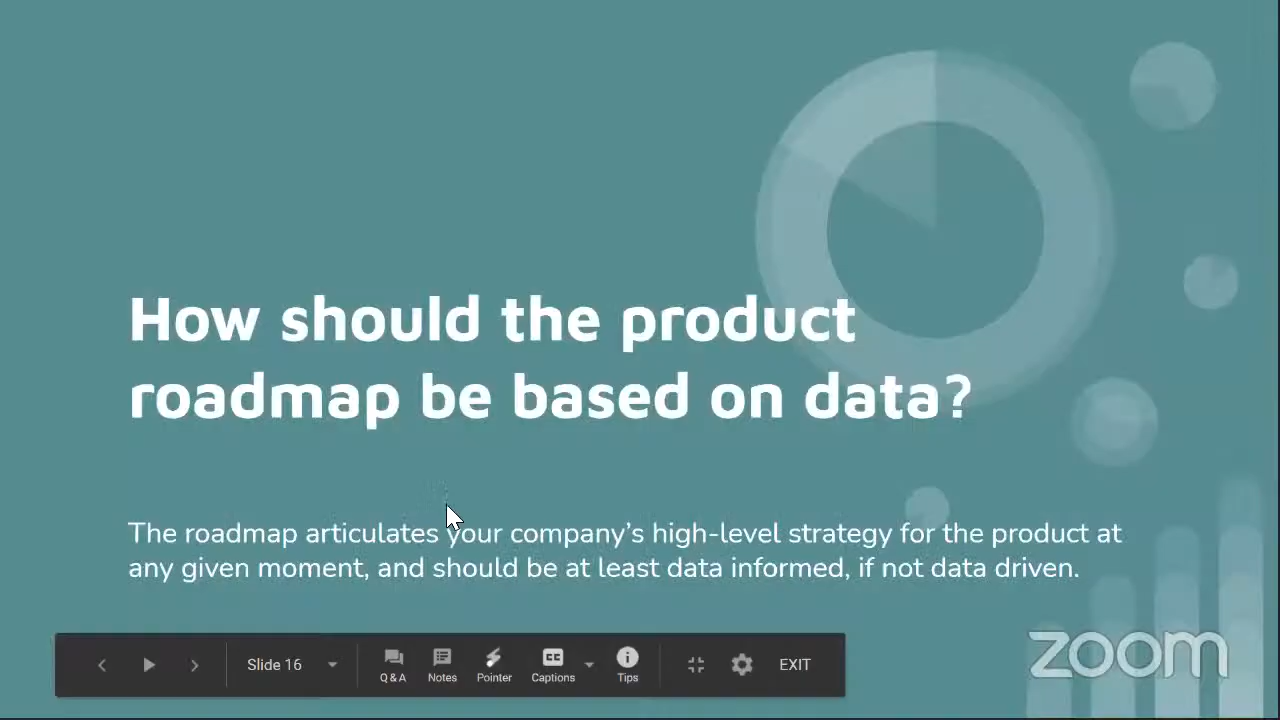 How should the product
roadmap be based on data?
The roadmap articulates your company's high-level strategy for the product at
any given moment, and should be at least data informed, if not data driven.
Slide 16
Q&A
Notes
Pointer
CC
Captions
Tips
EXIT
zoom